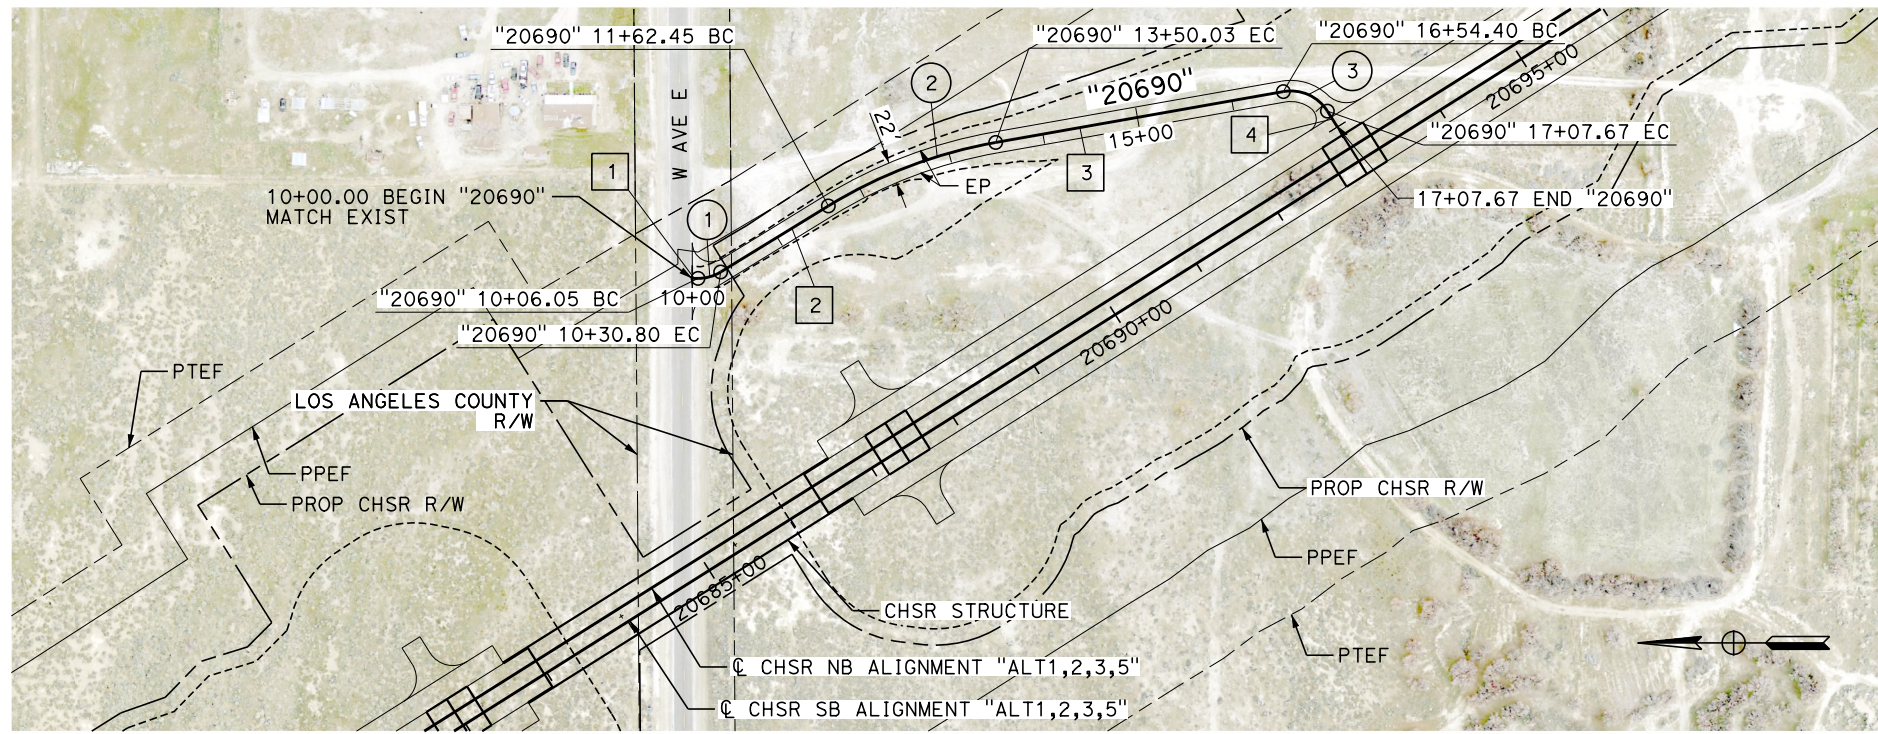 "20690" 11+62.45 BC
"20690" 13+50.03 EC
"20690" 16+54.40 BC
3
2
"20690"
20695+00
W AVE E
22'
15+00
4
"20690" 17+07.67 EC
1
3
EP
10+00.00 BEGIN "20690"
MATCH EXIST
17+07.67 END "20690"
1
"20690" 10+06.05 BC
10+00
2
"20690" 10+30.80 EC
20690+00
PTEF
LOS ANGELES COUNTY
R/W
PPEF
PROP CHSR R/W
PROP CHSR R/W
PPEF
20685+00
CHSR STRUCTURE
PTEF
℄ CHSR NB ALIGNMENT "ALT1,2,3,5"
℄ CHSR SB ALIGNMENT "ALT1,2,3,5"